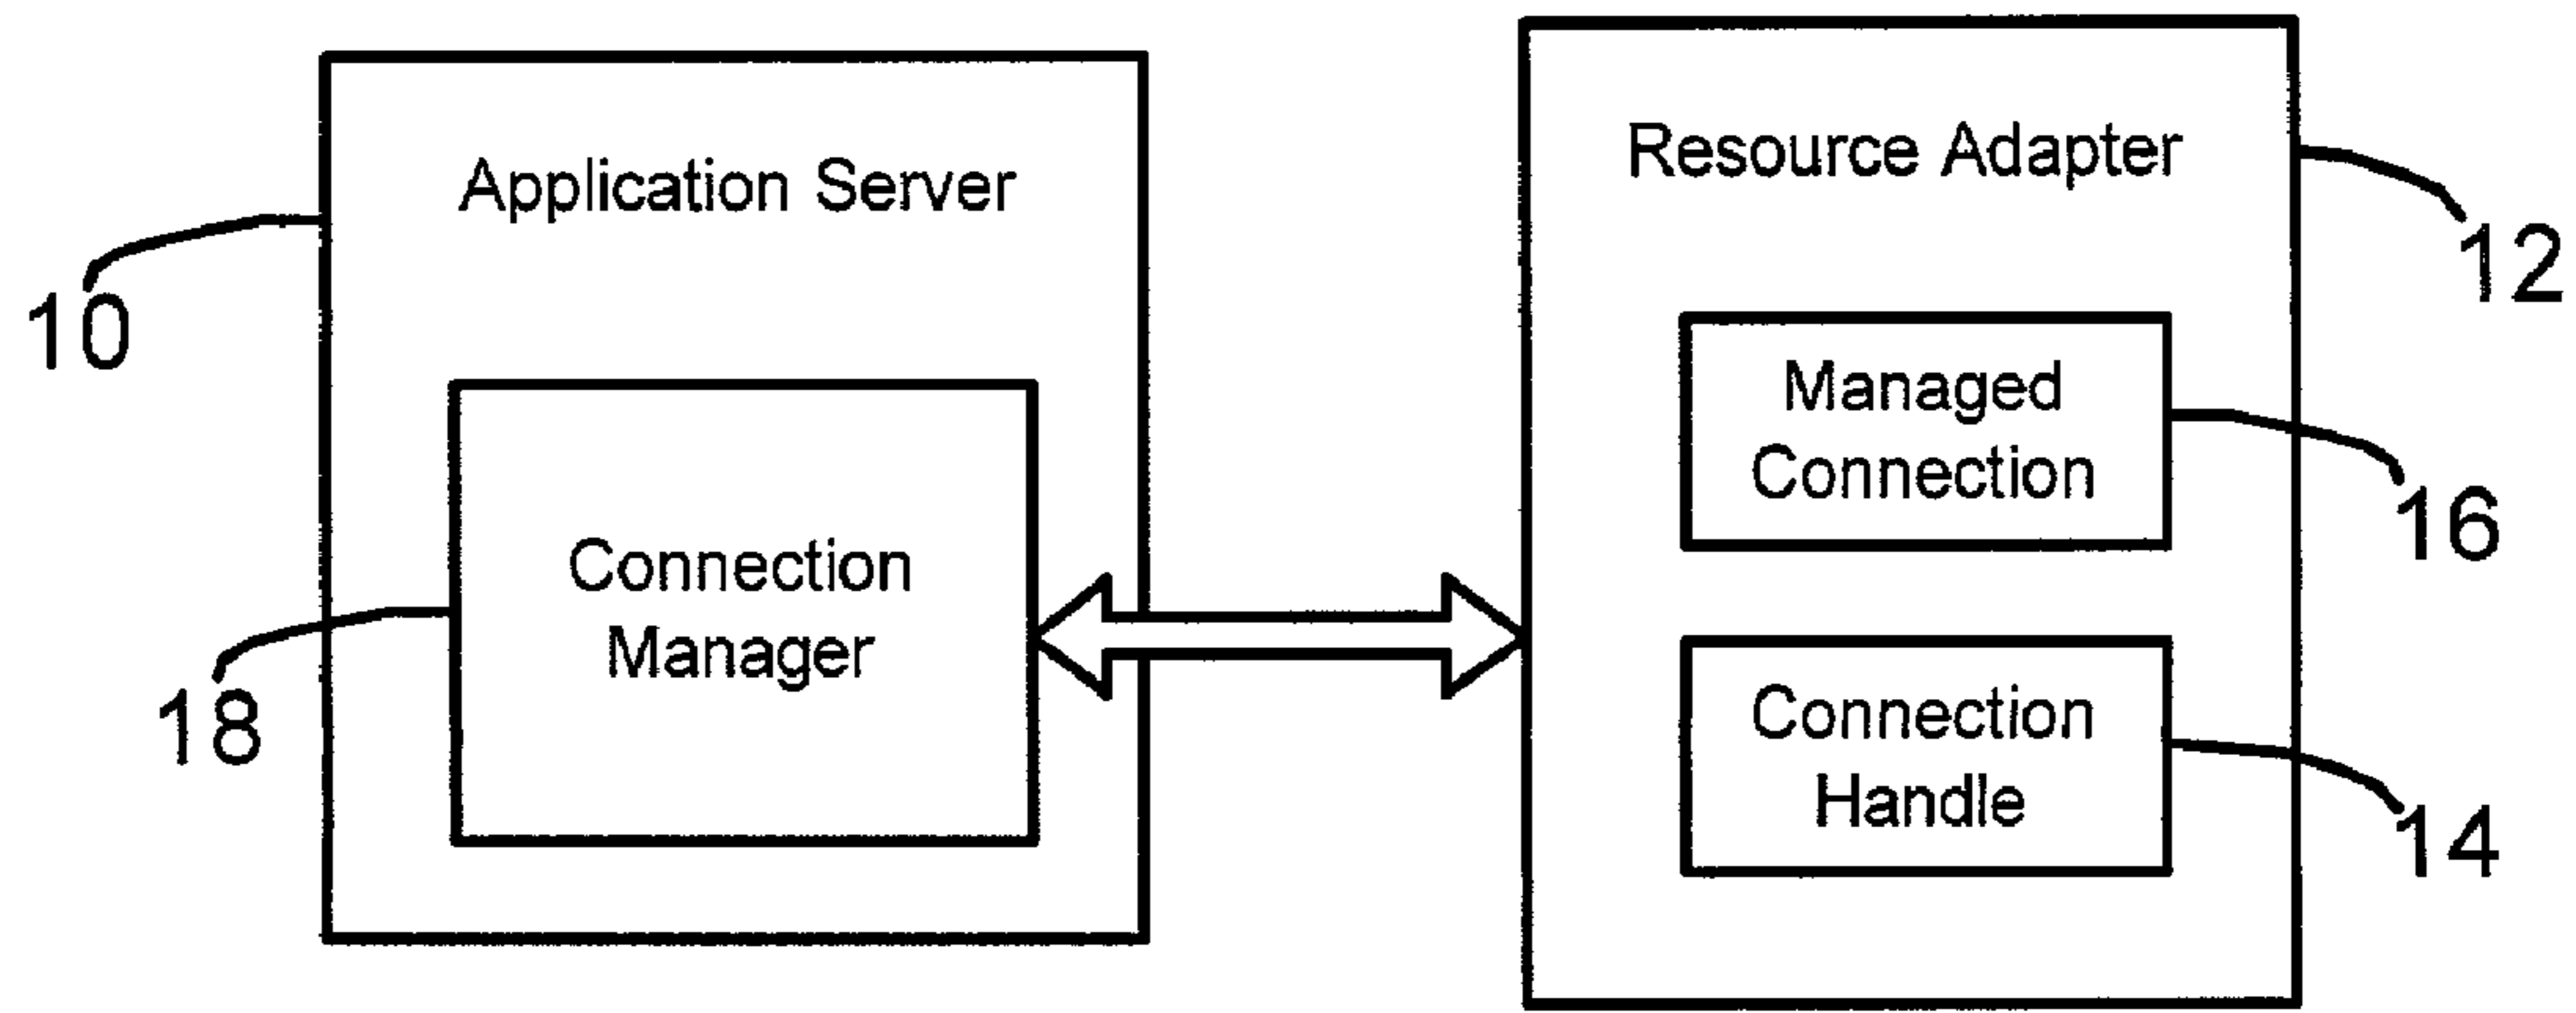 Application Server
10
Connection
Manager
18
Resource Adapter
12
Managed
Connection
16
Connection
Handle
14